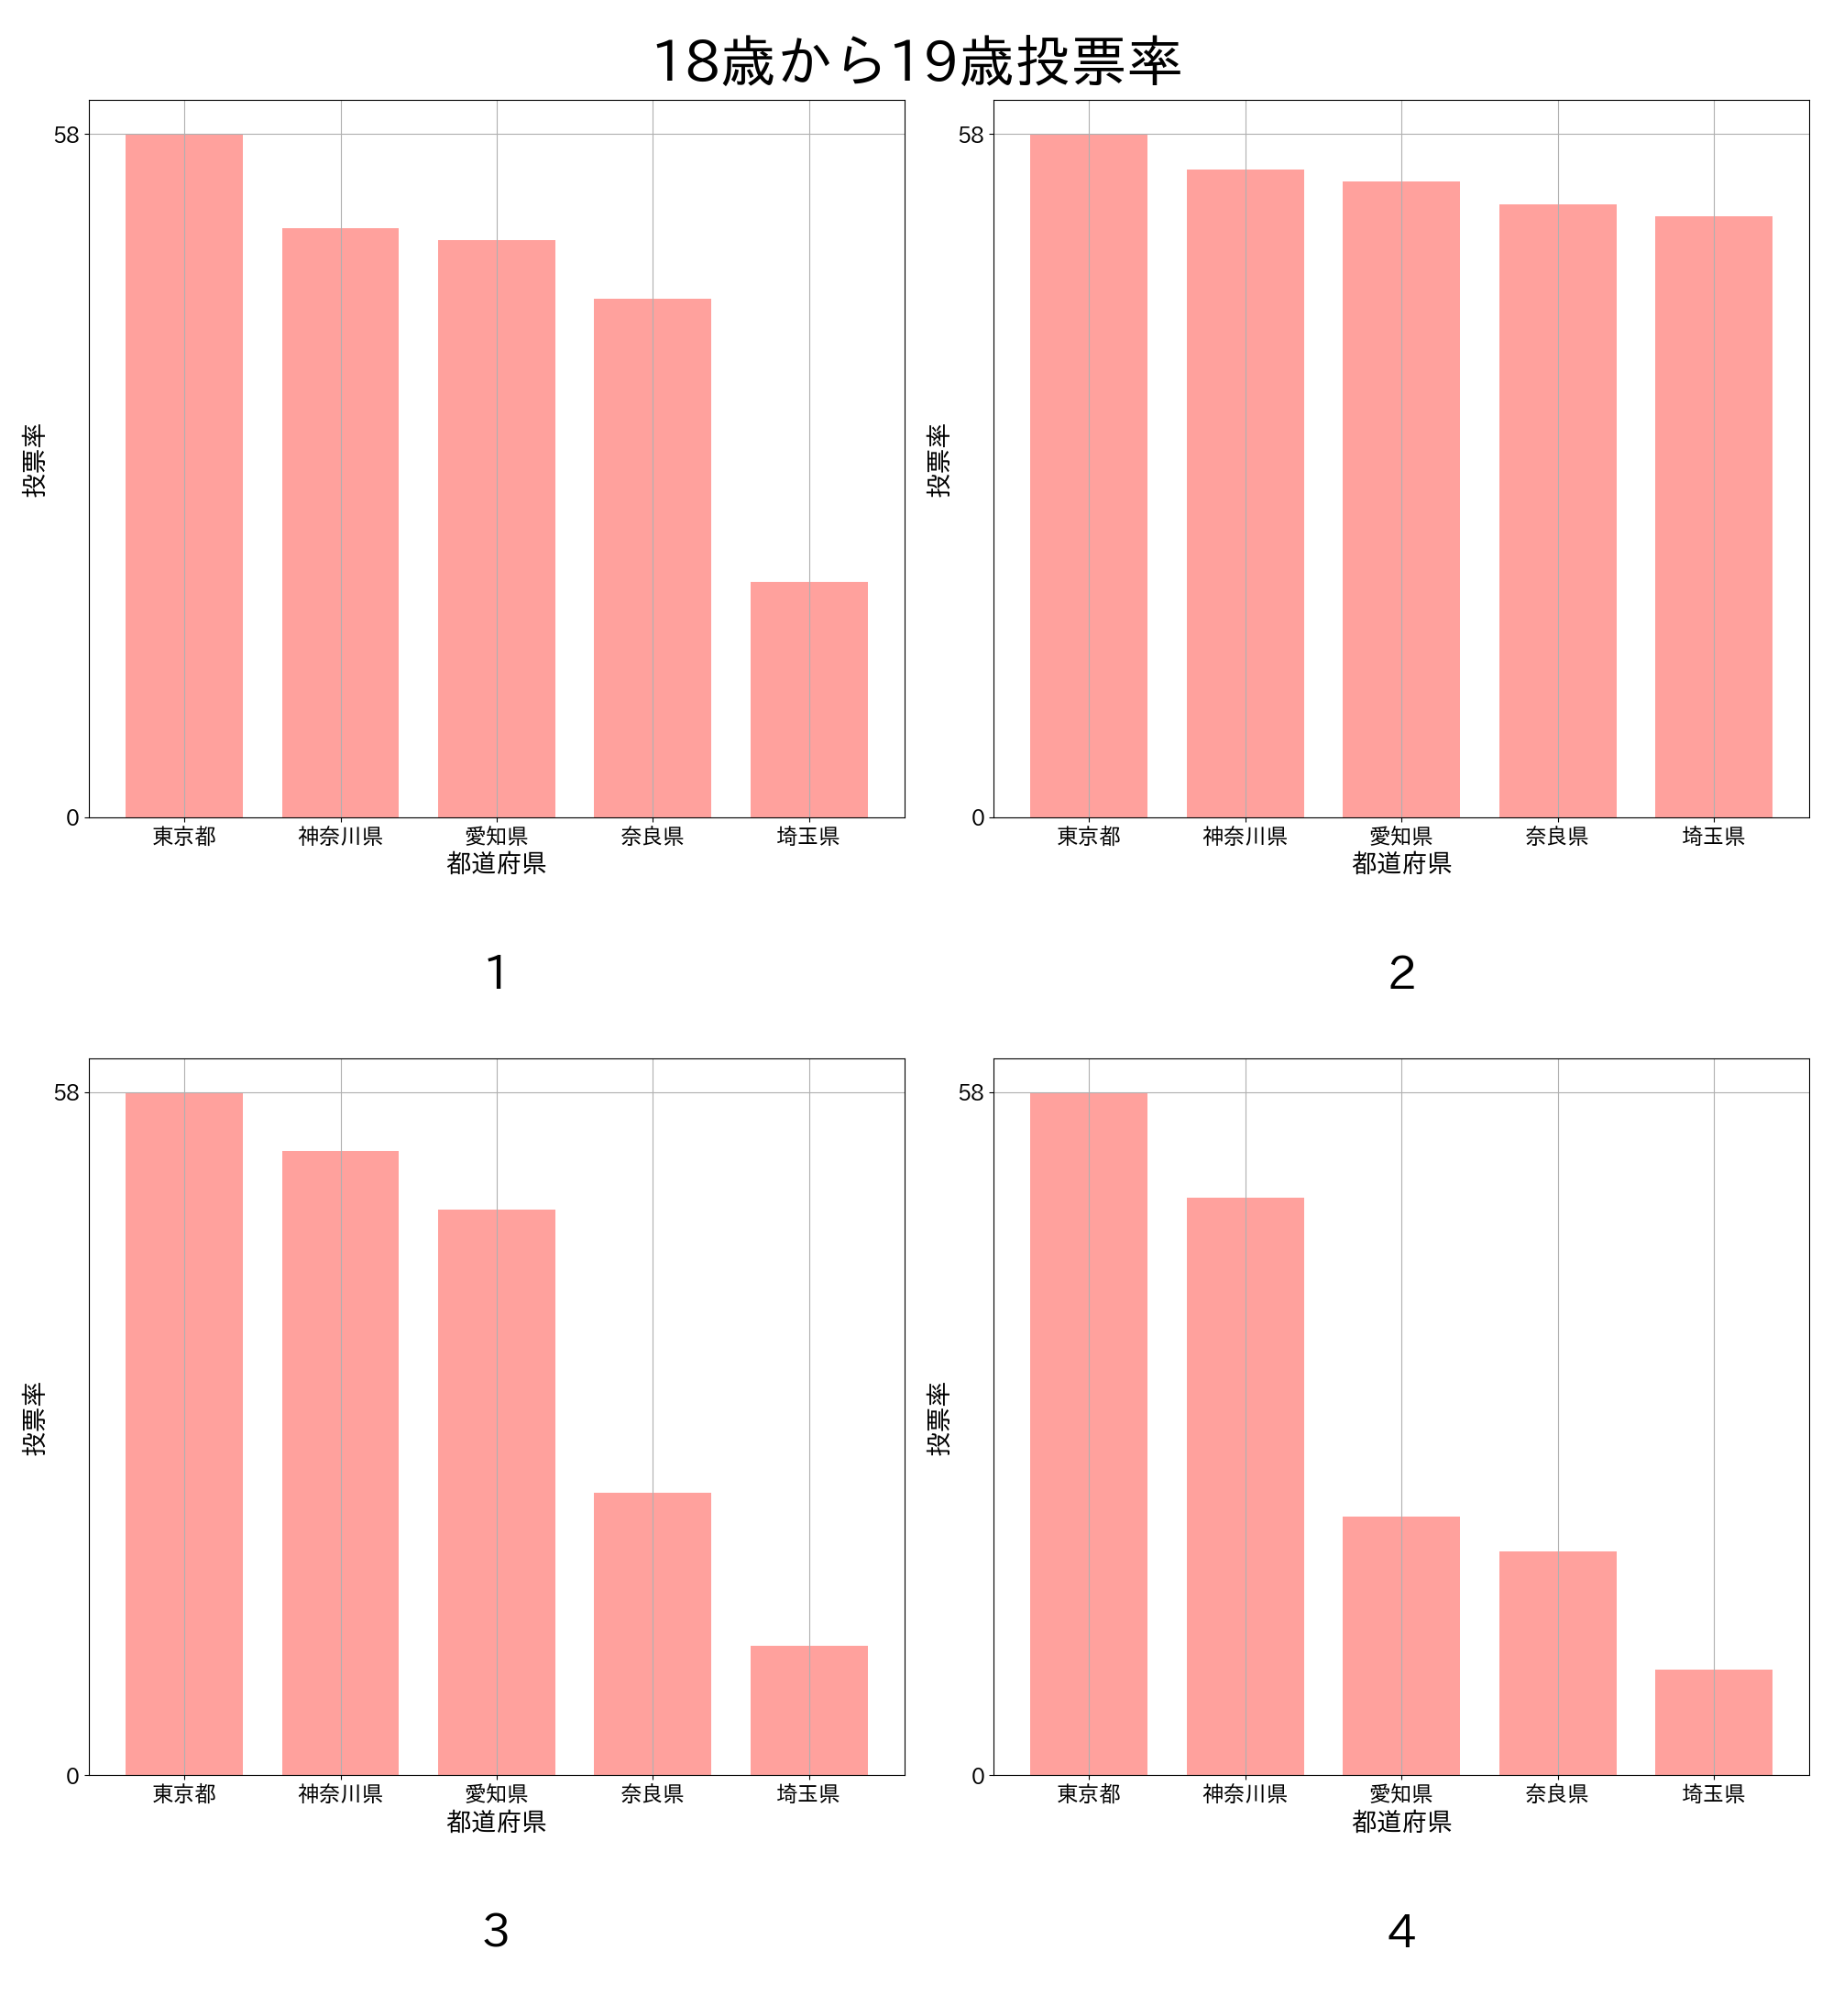 18歳から19歳投票率
58
0
投票率
東京都 神奈川県 愛知県 奈良県 埼玉県
都道府県
1
58
0
投票率
東京都 神奈川県 愛知県 奈良県 埼玉県
都道府県
2
58
0
投票率
東京都 神奈川県 愛知県 奈良県 埼玉県
都道府県
3
58
0
投票率
東京都 神奈川県 愛知県 奈良県 埼玉県
都道府県
4